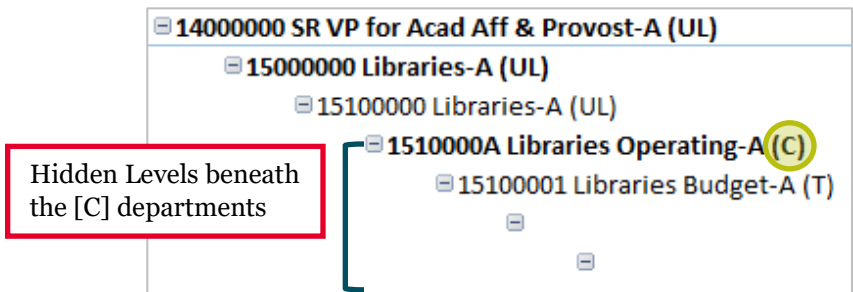 14000000 SR VP for Acad Aff & Provost-A (UL)
15000000 Libraries-A (UL)
15100000 Libraries-A (UL)
1510000A Libraries Operating-A (C)
15100001 Libraries Budget-A (T)
Hidden Levels beneath
the [C] departments